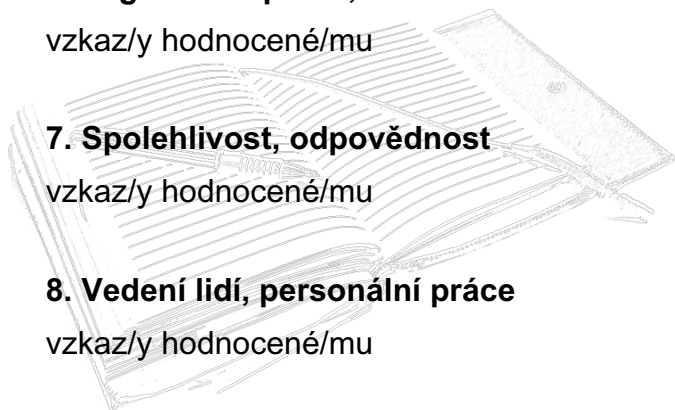 vzkaz/y hodnocené/mu
7. Spolehlivost, odpovědnost
vzkaz/y hodnocené/mu
8. Vedení lidí, personální práce
vzkaz/y hodnocené/mu